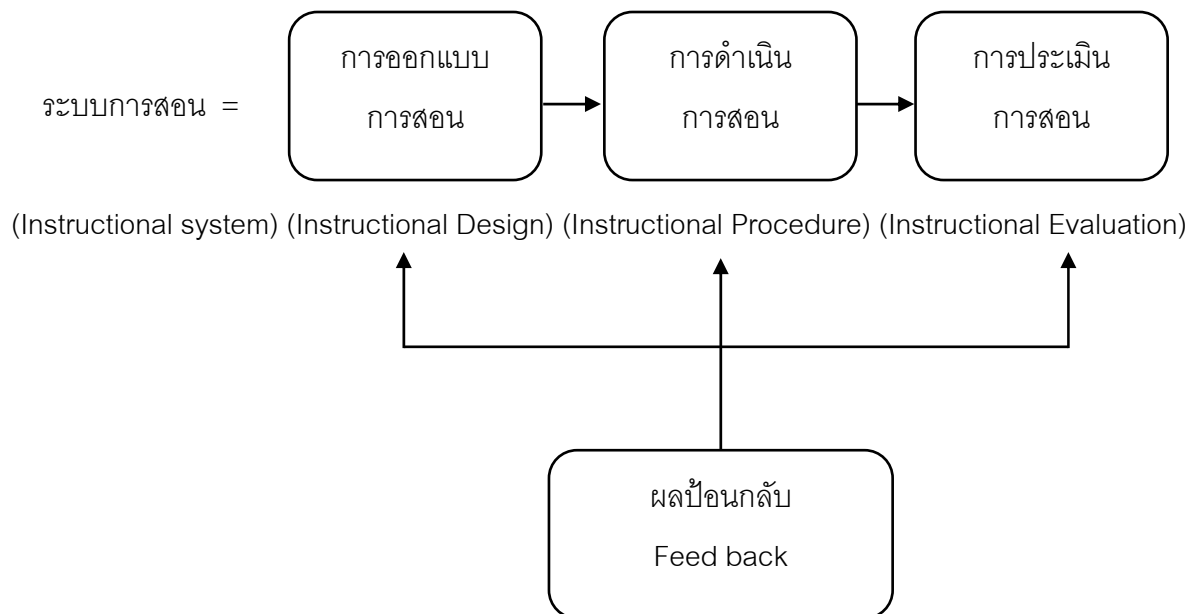 ระบบการสอน =
การออกแบบ
การสอน
การดำเนิน
การสอน
การประเมิน
การสอน
(Instructional system) (Instructional Design) (Instructional Procedure) (Instructional Evaluation)
ผลป้อนกลับ
Feed back